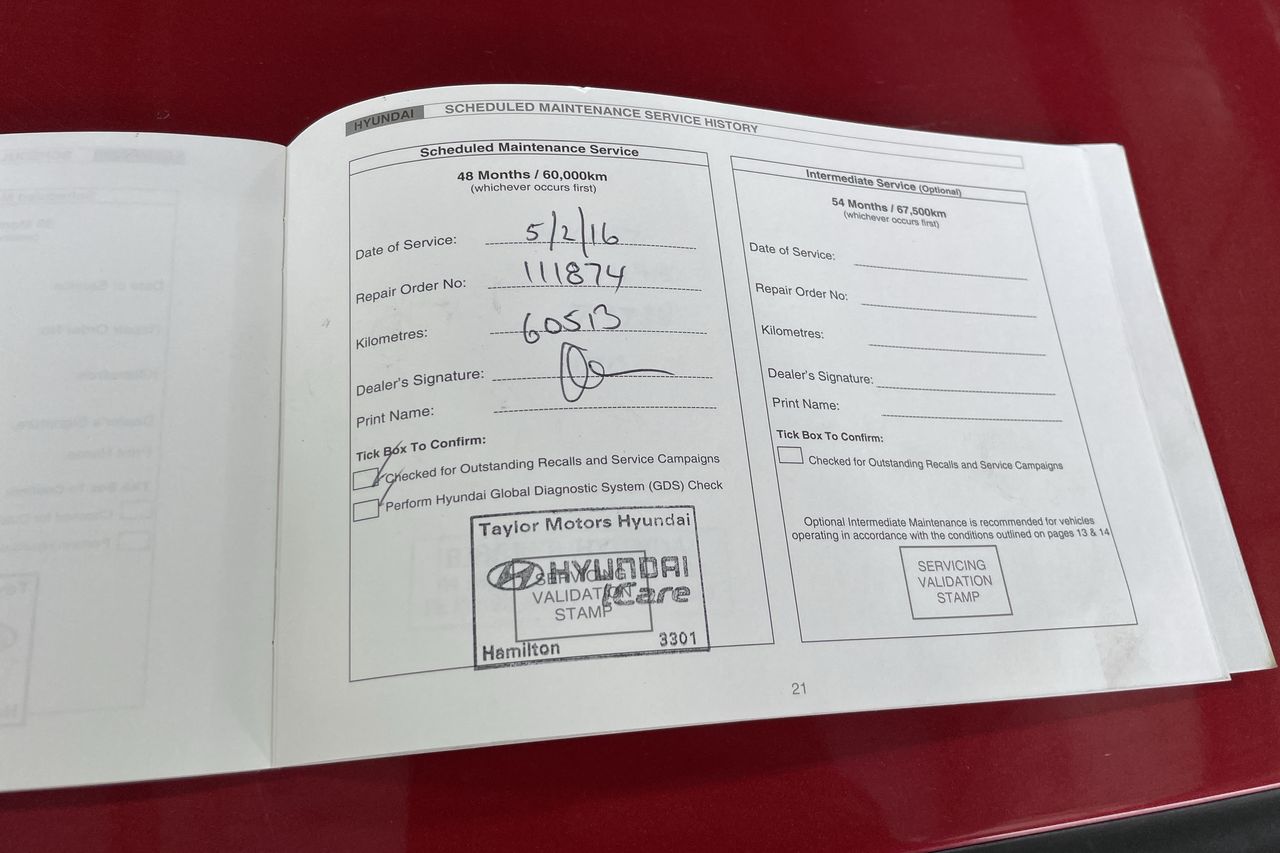 HYUNDAI SCHEDULED MAINTENANCE SERVICE HISTORY
Scheduled Maintenance Service
48 Months / 60,000km
(whichever occurs first)
Date of Service: 5/2/16
Repair Order No: 111874
Kilometres: 60513
Dealer's Signature:
Print Name:
Tick Box To Confirm:
Checked for Outstanding Recalls and Service Campaigns
Perform Hyundai Global Diagnostic System (GDS) Check
Taylor Motors Hyundai
HYUNDAI
iCare
SERVICING
VALIDATION
STAMP
Hamilton 3301
Intermediate Service (Optional)
54 Months / 67,500km
(whichever occurs first)
Date of Service:
Repair Order No:
Kilometres:
Dealer's Signature:
Print Name:
Tick Box To Confirm:
Checked for Outstanding Recalls and Service Campaigns
Optional Intermediate Maintenance is recommended for vehicles
operating in accordance with the conditions outlined on pages 13 & 14
SERVICING
VALIDATION
STAMP
21